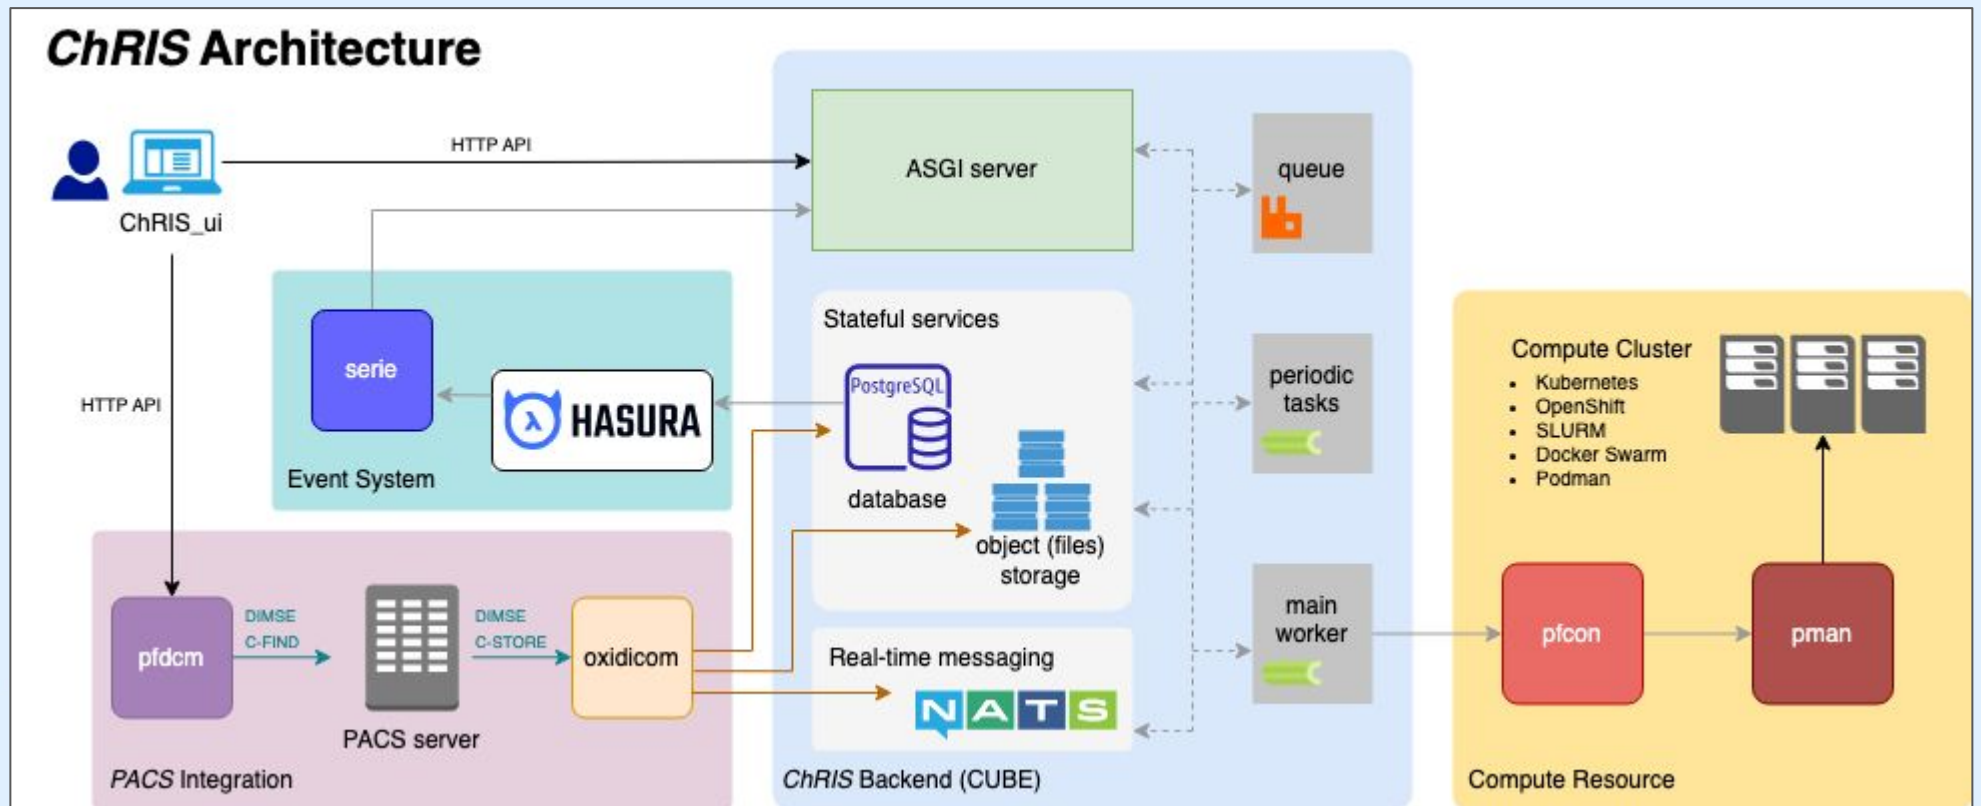 ChRIS Architecture
HTTP API
ChRIS_ui
HTTP API
ASGI server
queue
serie
HASURA
Event System
Stateful services
PostgreSQL
database
object (files)
storage
periodic
tasks
Compute Cluster
• Kubernetes
• OpenShift
• SLURM
• Docker Swarm
• Podman
pfdcm
DIMSE
C-FIND
PACS server
DIMSE
C-STORE
oxidicom
PACS Integration
Real-time messaging
NATS
ChRIS Backend (CUBE)
main
worker
pfcon
pman
Compute Resource